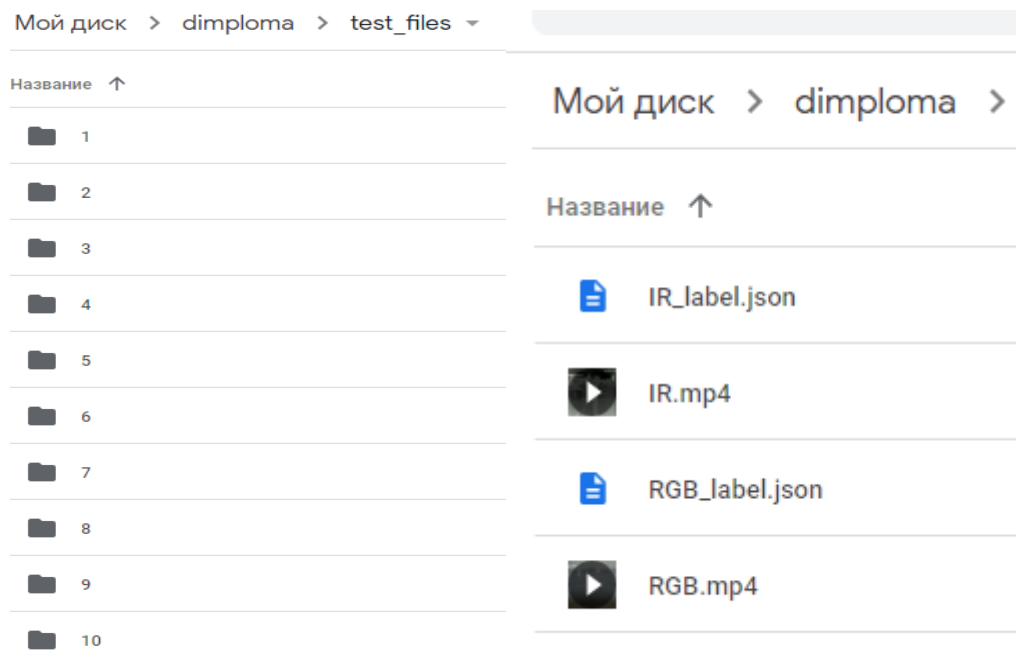 Мой диск > dimploma > test_files
Название ↑
1
2
3
4
5
6
7
8
9
10
Мой диск > dimploma >
Название ↑
IR_label.json
IR.mp4
RGB_label.json
RGB.mp4